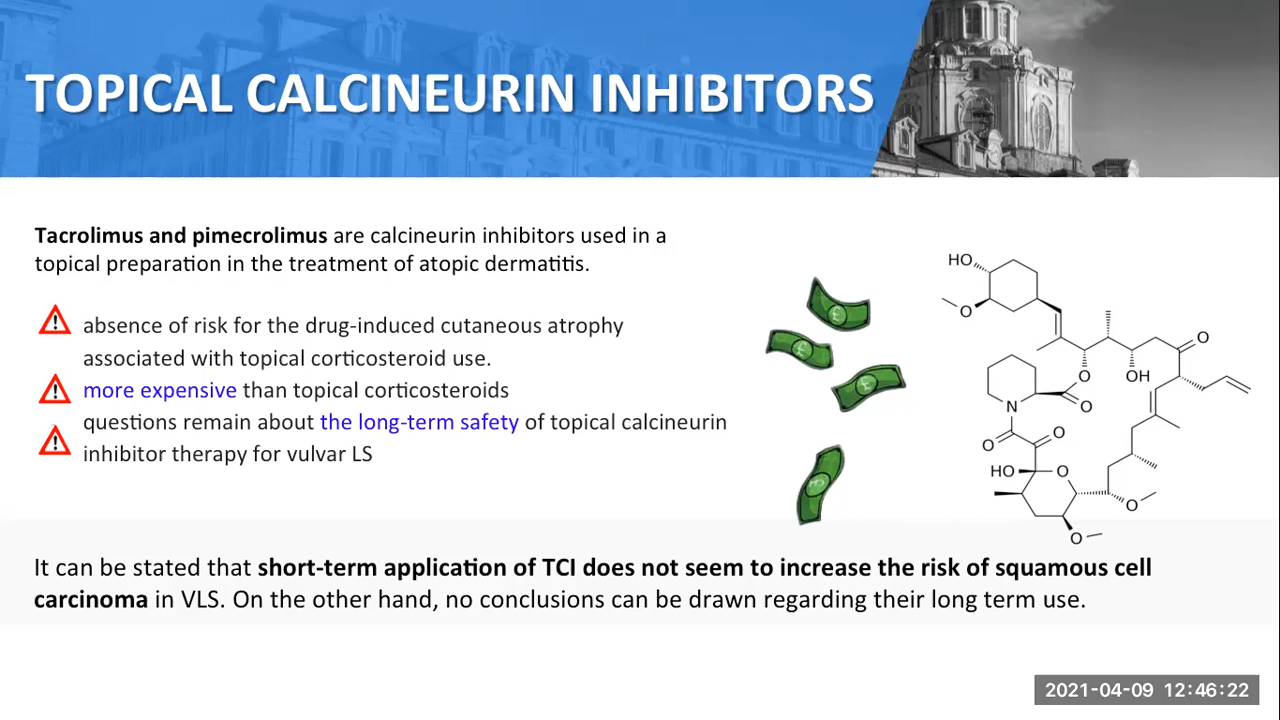 TOPICAL CALCINEURIN INHIBITORS
Tacrolimus and pimecrolimus are calcineurin inhibitors used in a
topical preparation in the treatment of atopic dermatitis.
absence of risk for the drug-induced cutaneous atrophy
associated with topical corticosteroid use.
more expensive than topical corticosteroids
questions remain about the long-term safety of topical calcineurin
inhibitor therapy for vulvar LS
HO
O
O
O
OH
N
O
O
O
HO
O
O
O
It can be stated that short-term application of TCI does not seem to increase the risk of squamous cell
carcinoma in VLS. On the other hand, no conclusions can be drawn regarding their long term use.
2021-04-09 12:46:22